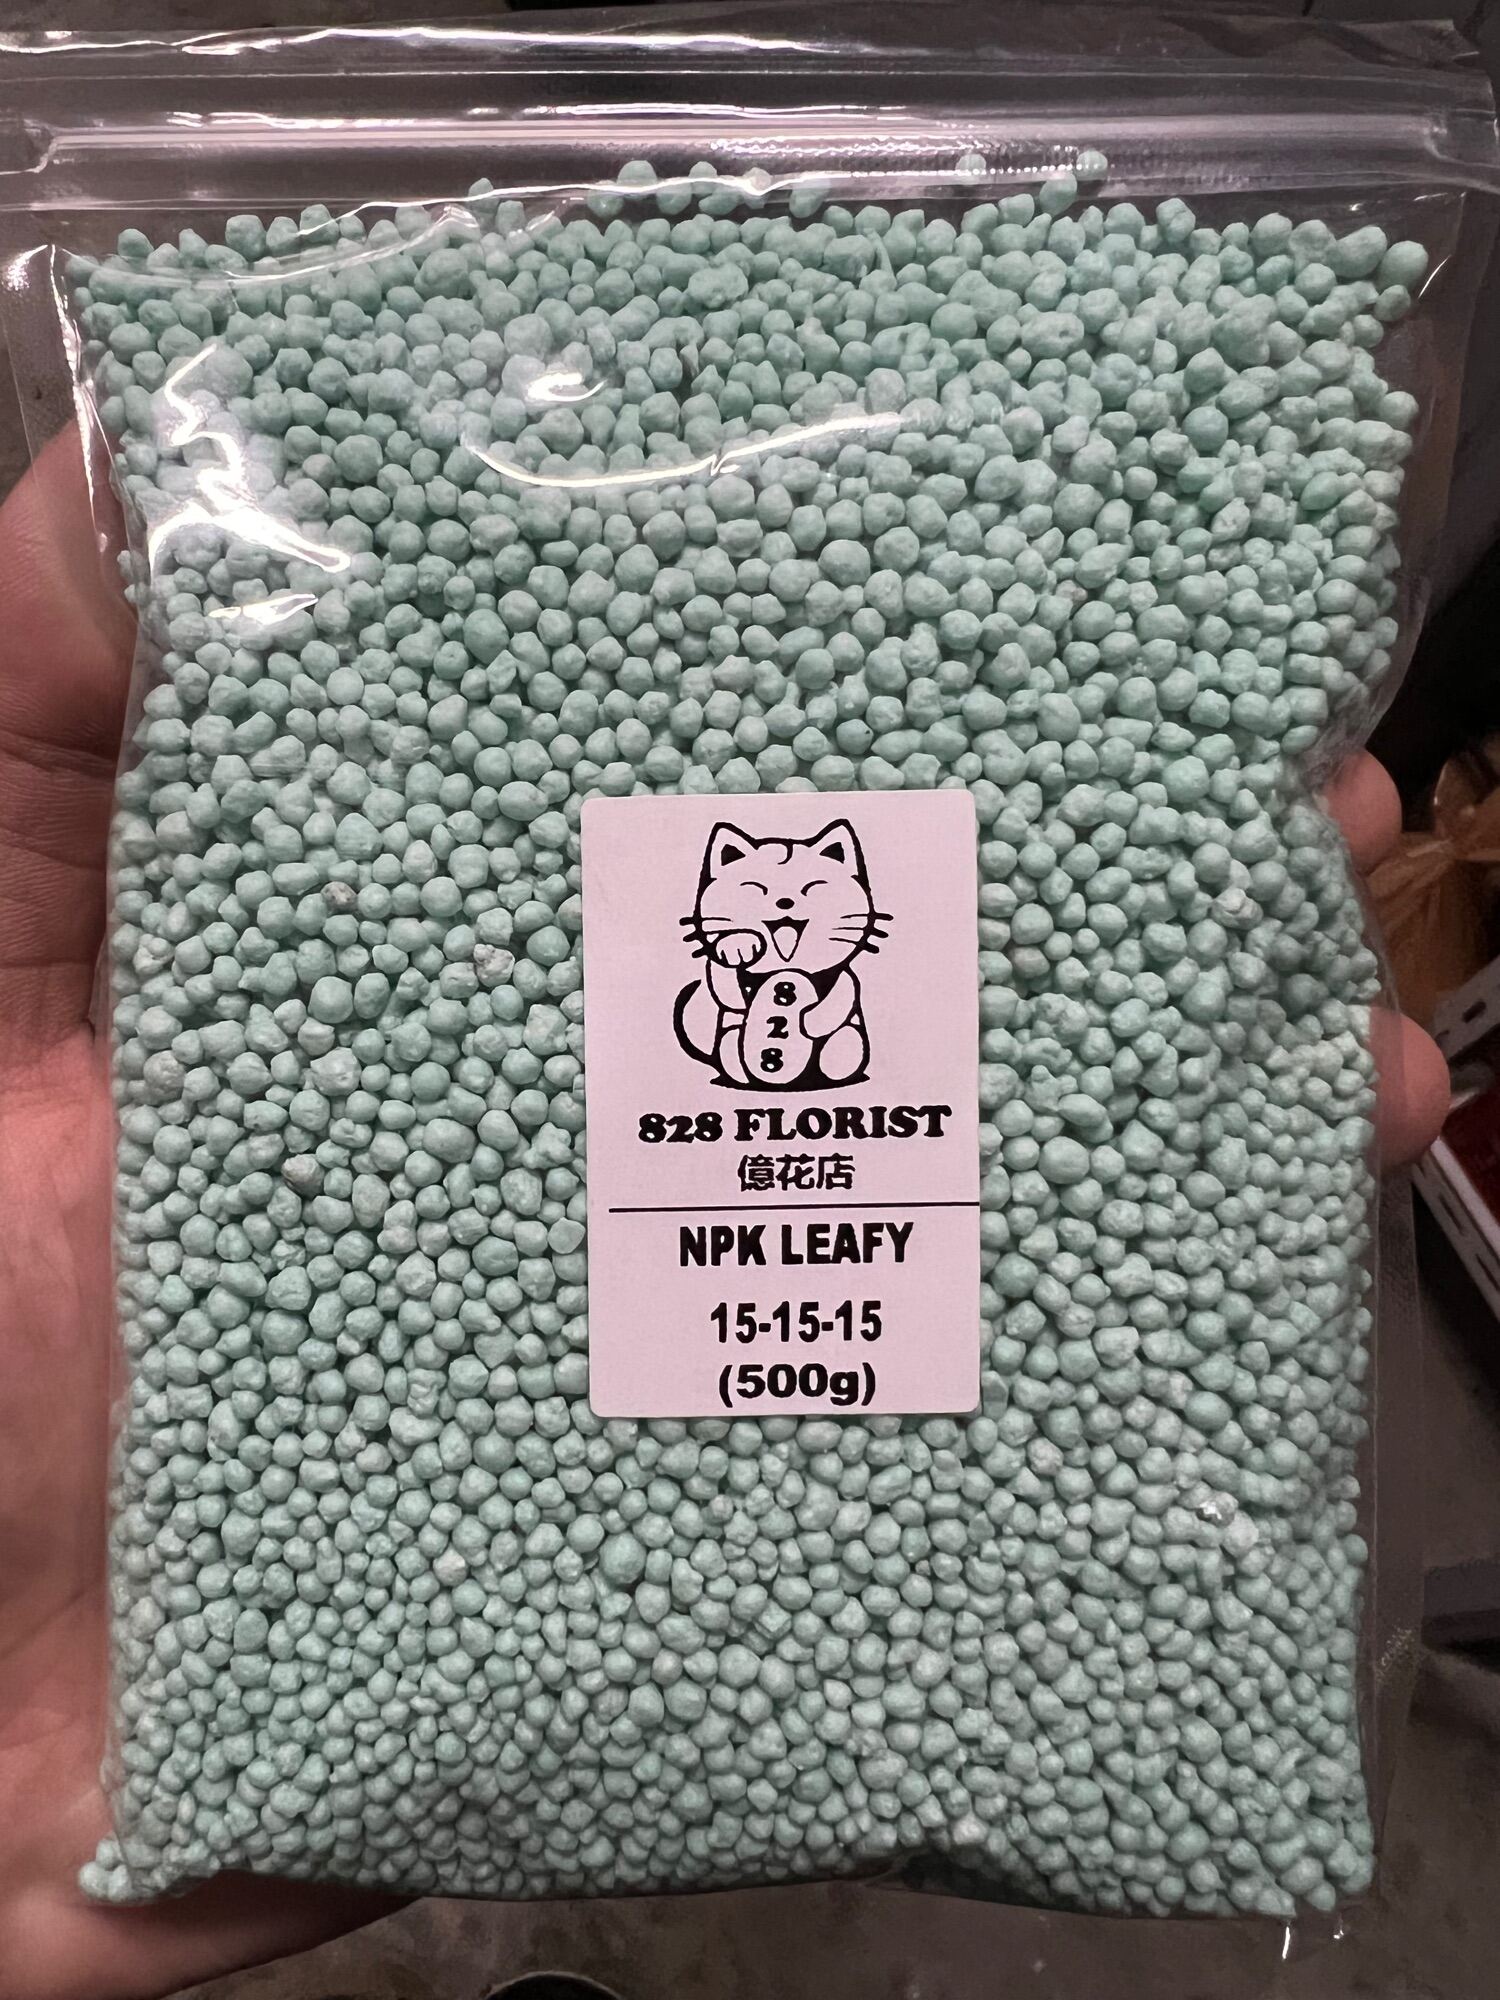 8
2
8
828 FLORIST
億花店
NPK LEAFY
15-15-15
(500g)